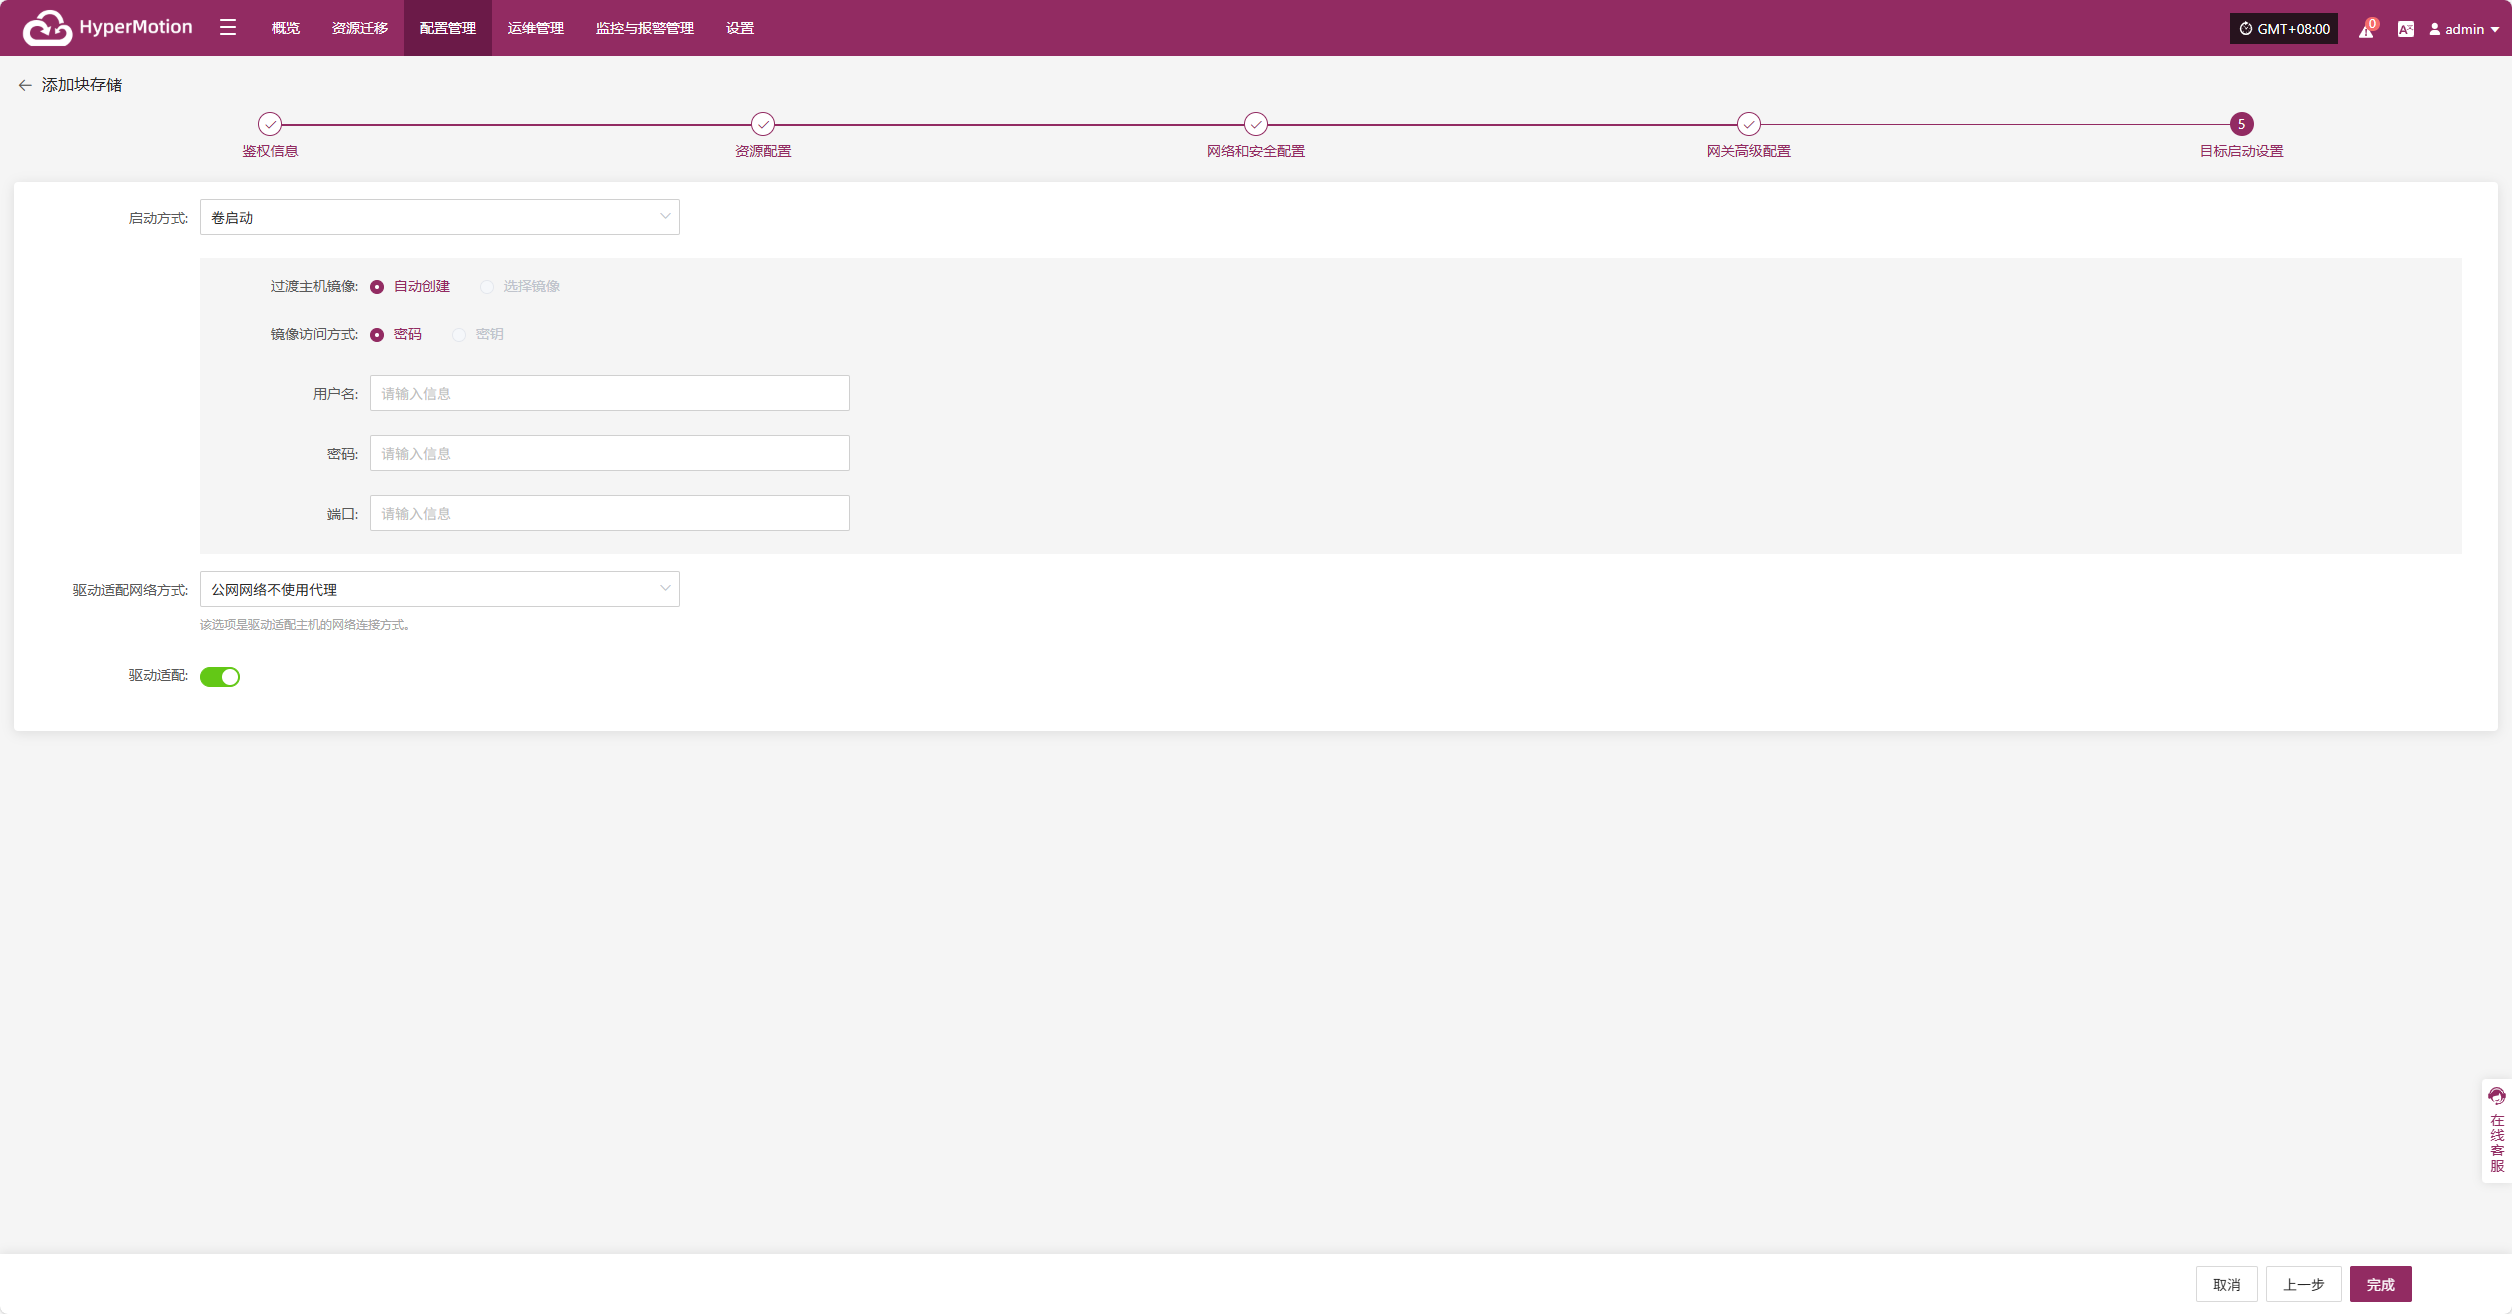 HyperMotion 概览 资源迁移 配置管理 运维管理 监控与报警管理 设置 GMT+08:00 0 admin
添加块存储
鉴权信息 资源配置 网络和安全配置 网关高级配置 5 目标启动设置
启动方式: 卷启动
过渡主机镜像: 自动创建 选择镜像
镜像访问方式: 密码 密钥
用户名: 请输入信息
密码: 请输入信息
端口: 请输入信息
驱动适配网络方式: 公网网络不使用代理
该选项是驱动适配主机的网络连接方式。
驱动适配:
在线客服
取消 上一步 完成